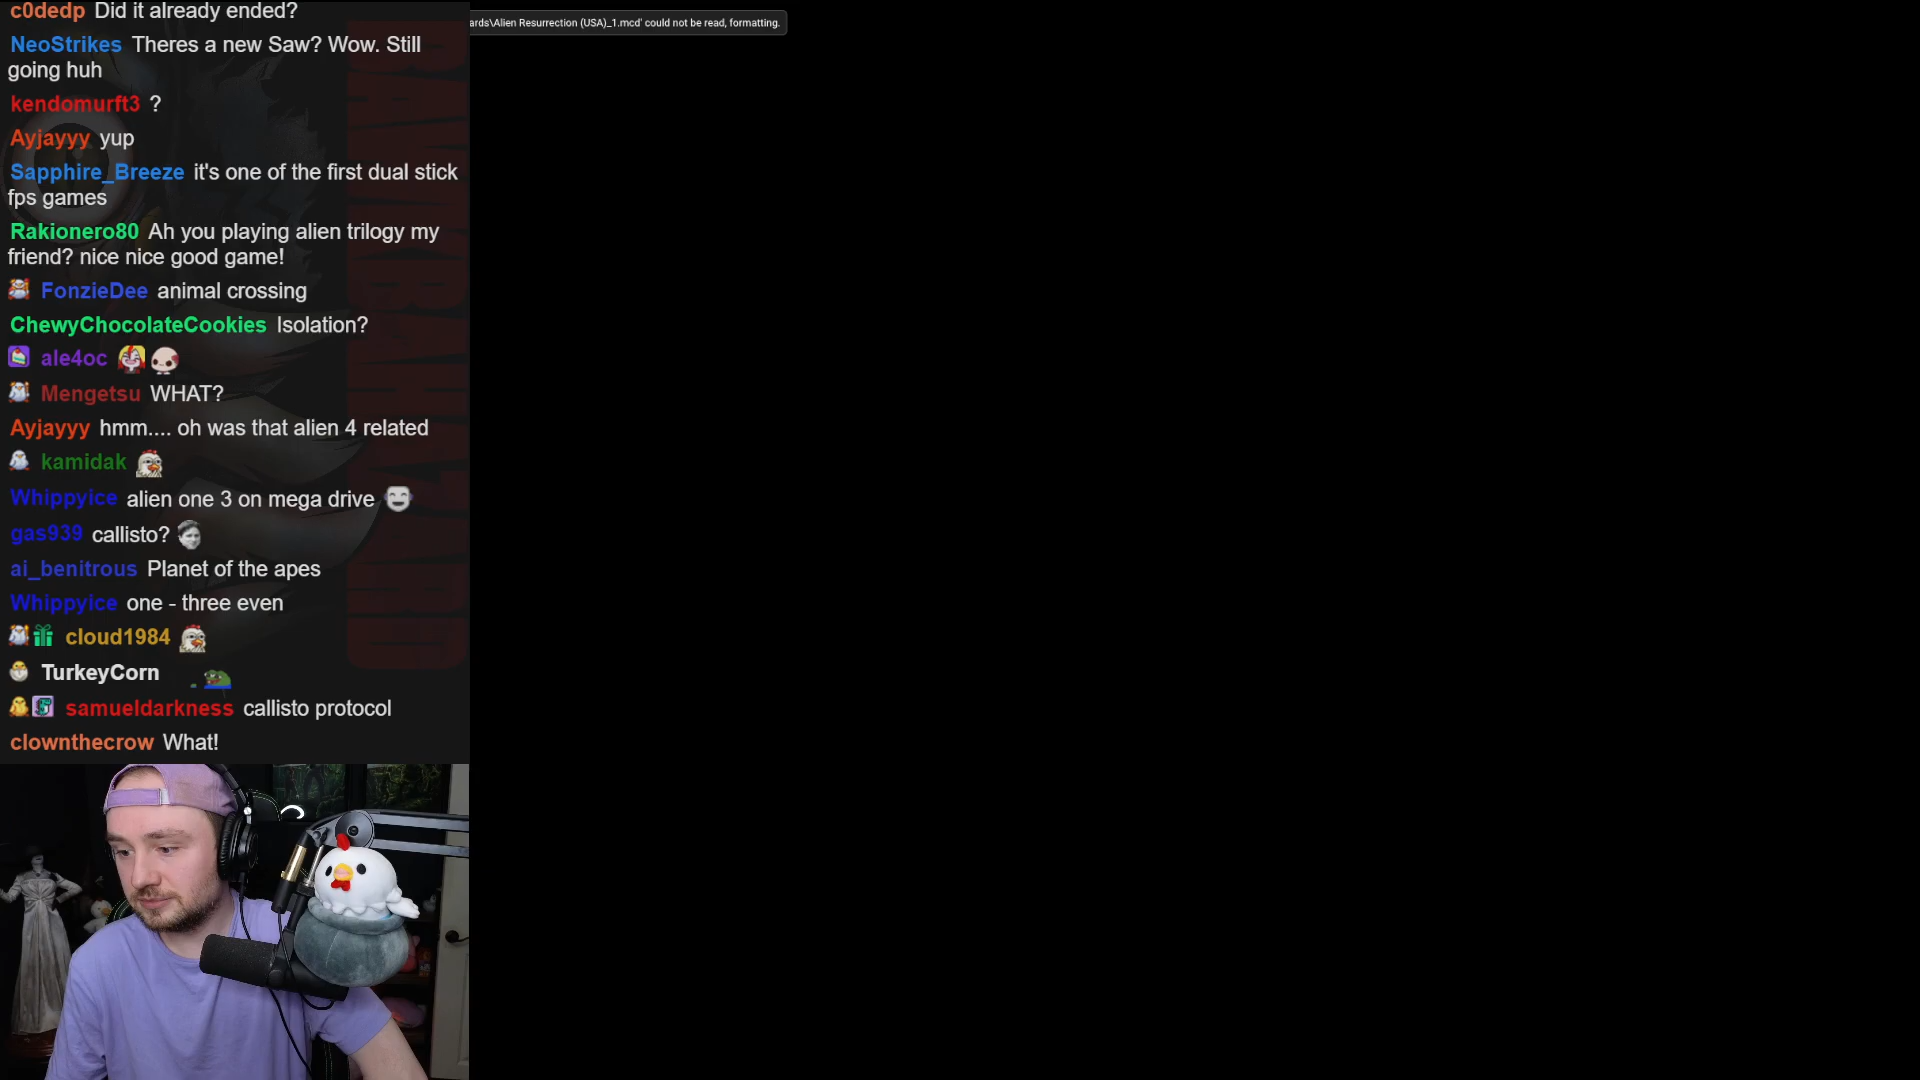 c0dedp Did it already ended?
ards\Alien Resurrection (USA)_1.mcd' could not be read, formatting.
NeoStrikes Theres a new Saw? Wow. Still
going huh
kendomurft3 ?
Ayjayyy yup
Sapphire_Breeze it's one of the first dual stick
fps games
Rakionero80 Ah you playing alien trilogy my
friend? nice nice good game!
FonzieDee animal crossing
ChewyChocolateCookies Isolation?
ale4oc
Mengetsu WHAT?
Ayjayyy hmm.... oh was that alien 4 related
kamidak
Whippyice alien one 3 on mega drive
gas939 callisto?
ai_benitrous Planet of the apes
Whippyice one - three even
cloud1984
TurkeyCorn
samueldarkness callisto protocol
clownthecrow What!